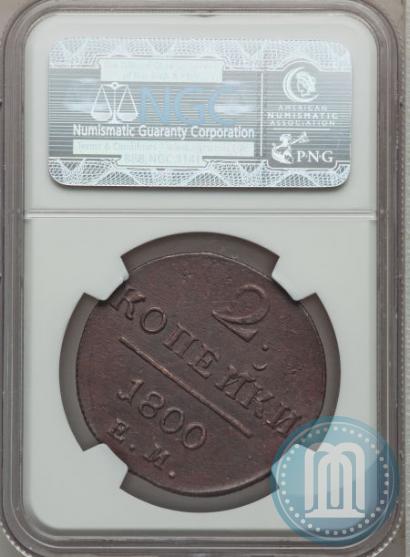 NGC
Numismatic Guaranty Corporation
AMERICAN
NUMISMATIC
ASSOCIATION
PNG
2.
КОПЕЙКИ
1800
Е.М.